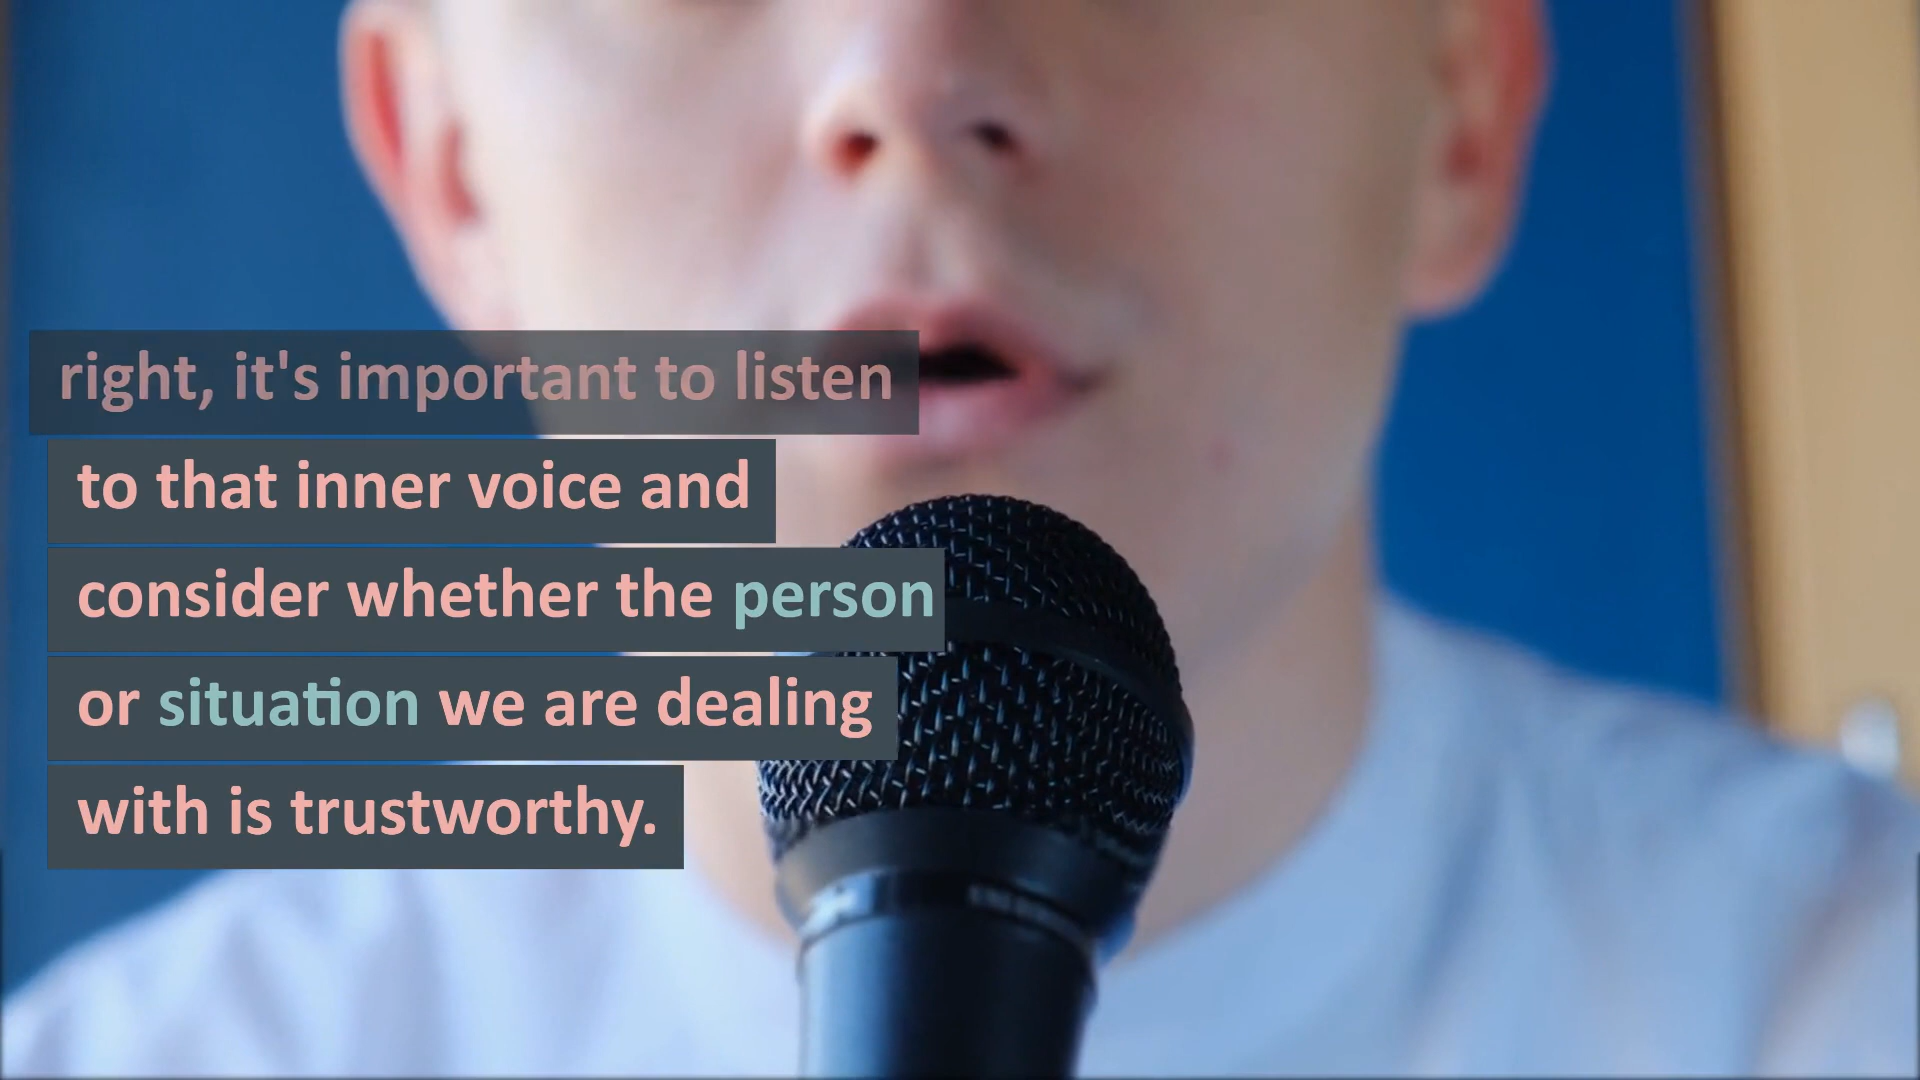 right, it's important to listen
to that inner voice and
consider whether the person
or situation we are dealing
with is trustworthy.